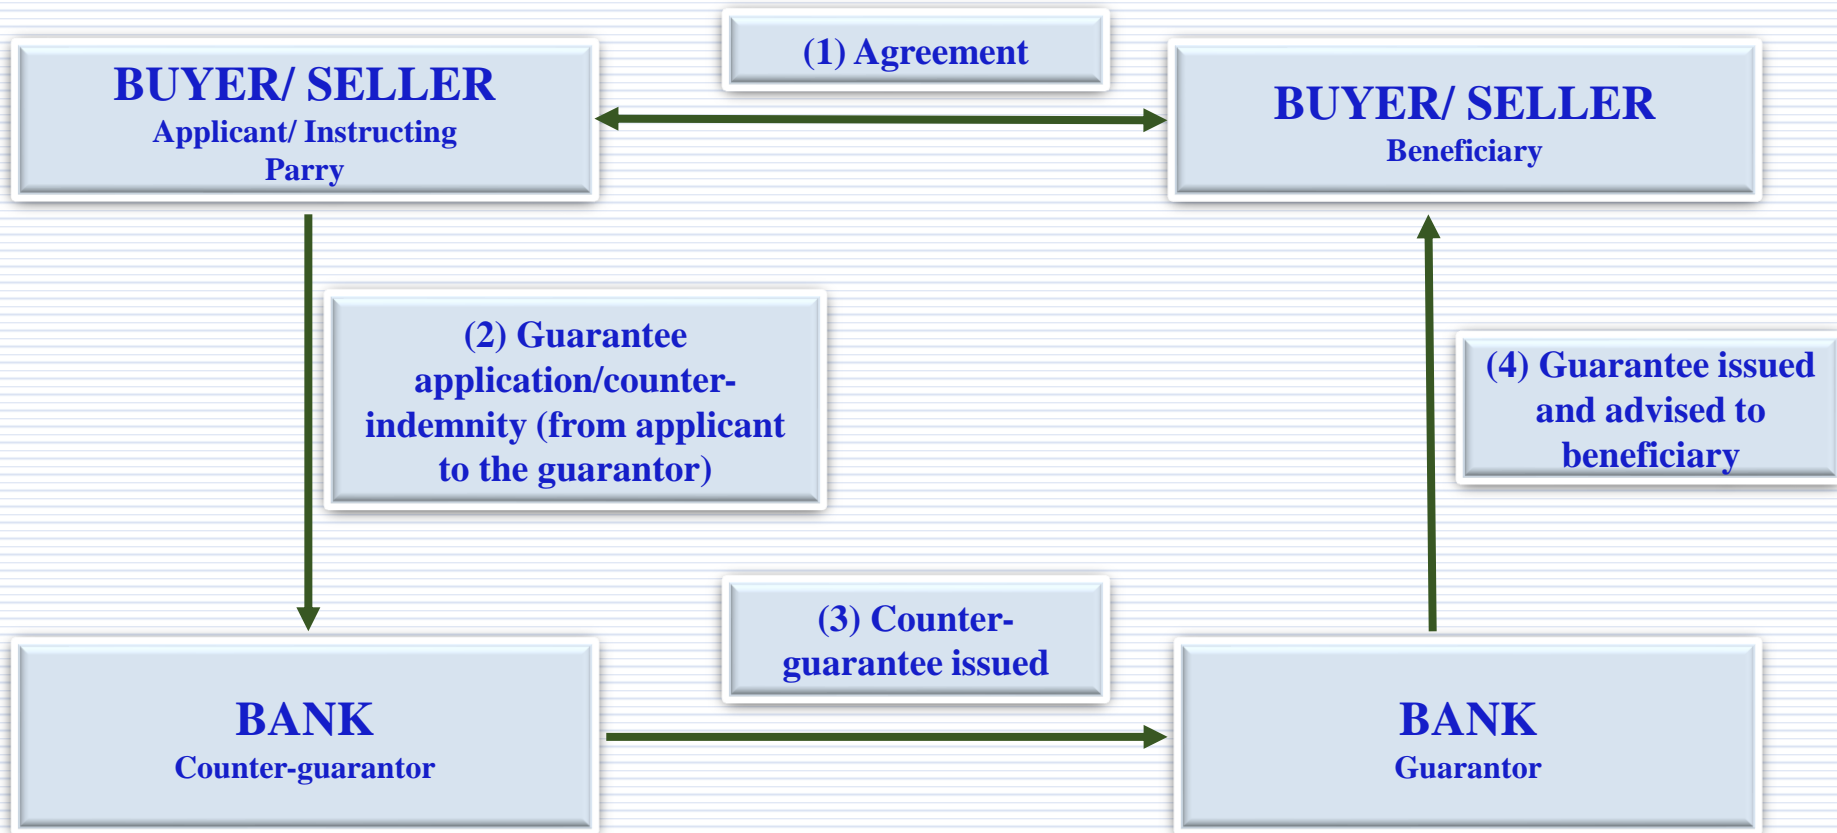 (1) Agreement
BUYER/ SELLER
Applicant/ Instructing
Parry
BUYER/ SELLER
Beneficiary
(2) Guarantee
application/counter-
indemnity (from applicant
to the guarantor)
(4) Guarantee issued
and advised to
beneficiary
(3) Counter-
guarantee issued
BANK
Counter-guarantor
BANK
Guarantor